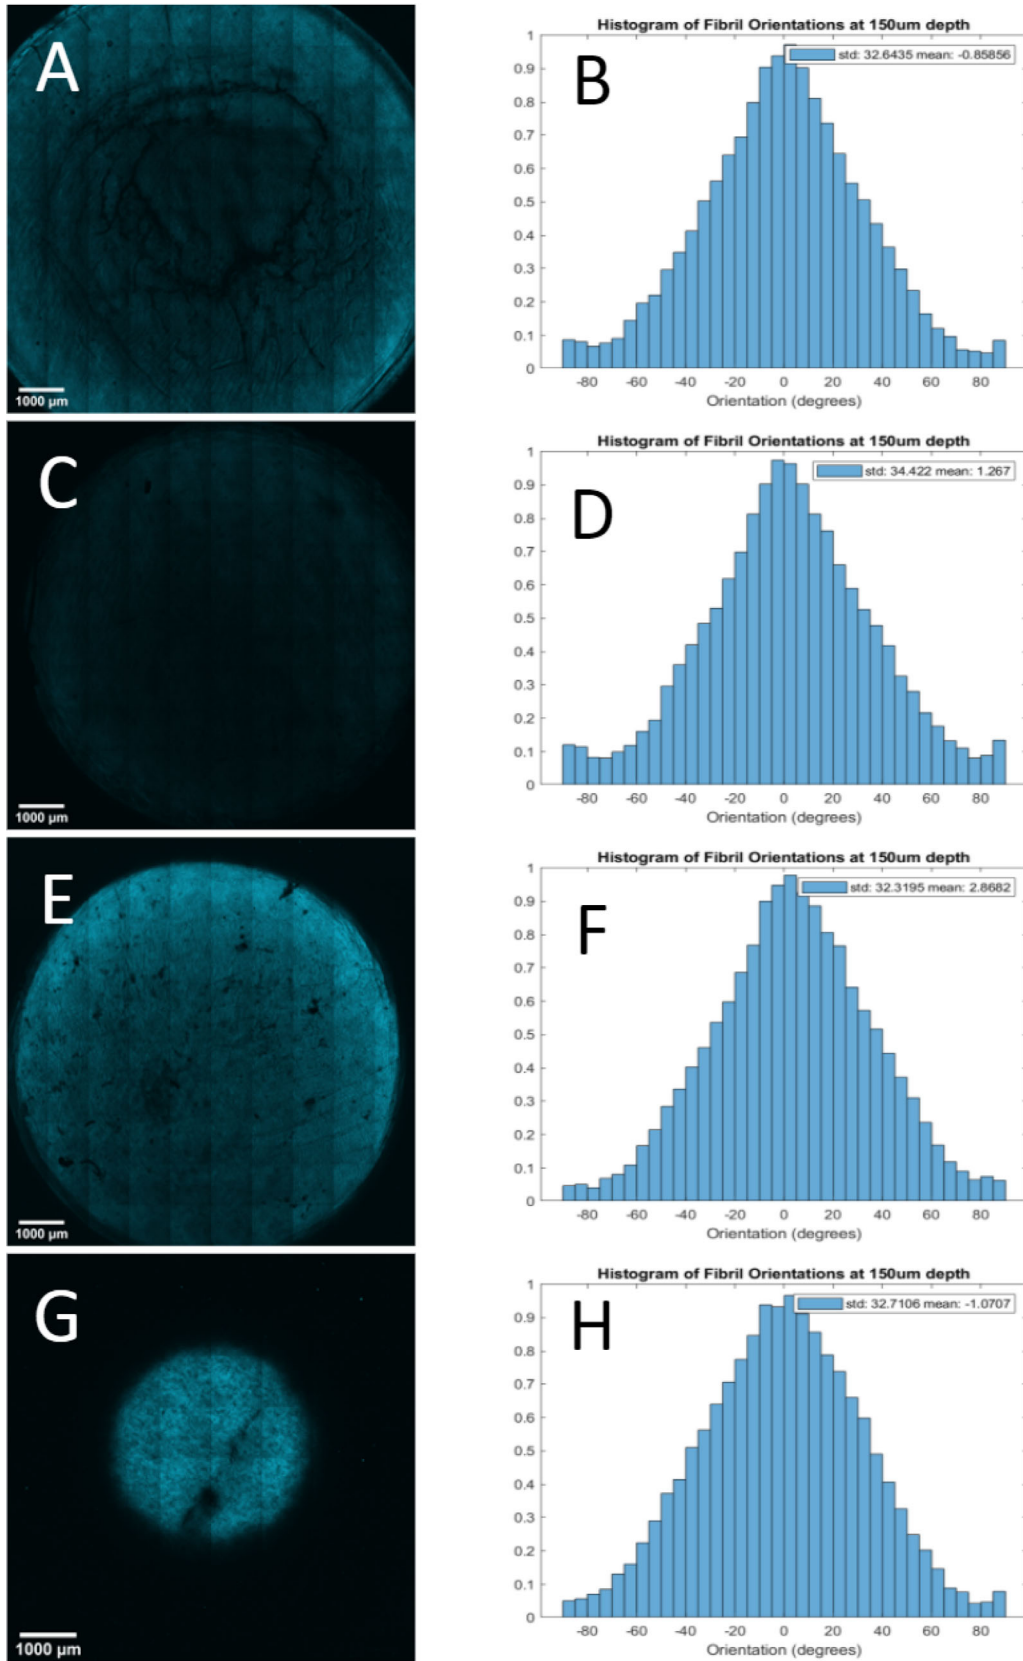 A
1000 µm
Histogram of Fibril Orientations at 150um depth
B
std: 32.6435 mean: -0.85856
1
0.9
0.8
0.7
0.6
0.5
0.4
0.3
0.2
0.1
0
-80 -60 -40 -20 0 20 40 60 80
Orientation (degrees)
C
1000 µm
Histogram of Fibril Orientations at 150um depth
D
std: 34.422 mean: 1.267
1
0.9
0.8
0.7
0.6
0.5
0.4
0.3
0.2
0.1
0
-80 -60 -40 -20 0 20 40 60 80
Orientation (degrees)
E
1000 µm
Histogram of Fibril Orientations at 150um depth
F
std: 32.3195 mean: 2.8682
1
0.9
0.8
0.7
0.6
0.5
0.4
0.3
0.2
0.1
0
-80 -60 -40 -20 0 20 40 60 80
Orientation (degrees)
G
1000 µm
Histogram of Fibril Orientations at 150um depth
H
std: 32.7106 mean: -1.0707
1
0.9
0.8
0.7
0.6
0.5
0.4
0.3
0.2
0.1
0
-80 -60 -40 -20 0 20 40 60 80
Orientation (degrees)